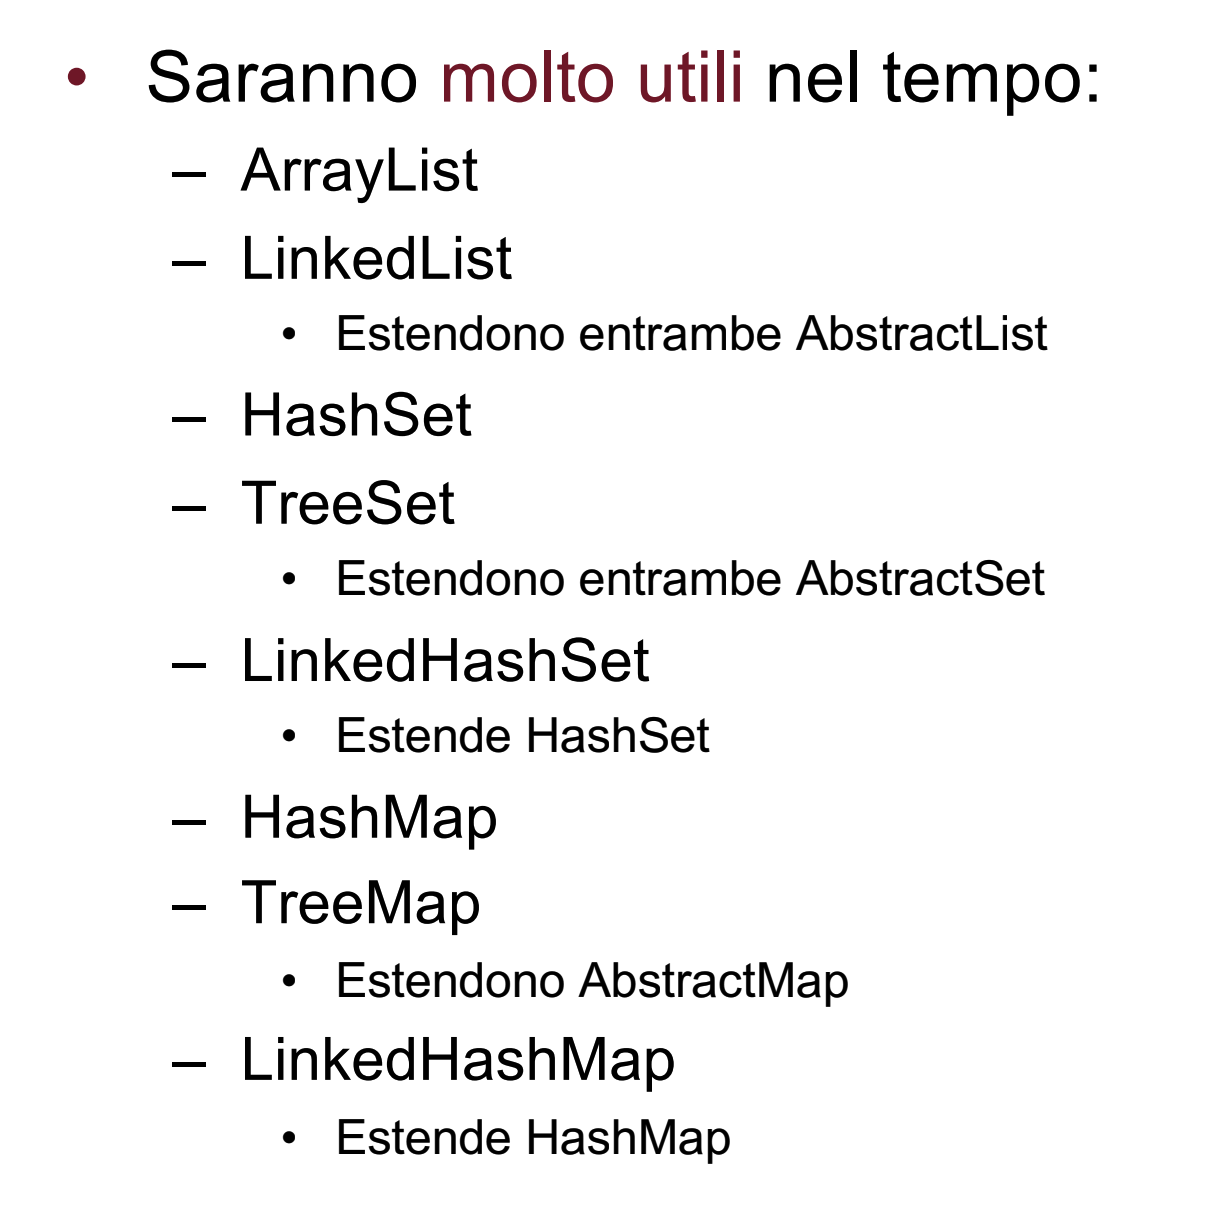 • Saranno molto utili nel tempo:
– ArrayList
– LinkedList
• Estendono entrambe AbstractList
– HashSet
– TreeSet
• Estendono entrambe AbstractSet
– LinkedHashSet
• Estende HashSet
– HashMap
– TreeMap
• Estendono AbstractMap
– LinkedHashMap
• Estende HashMap